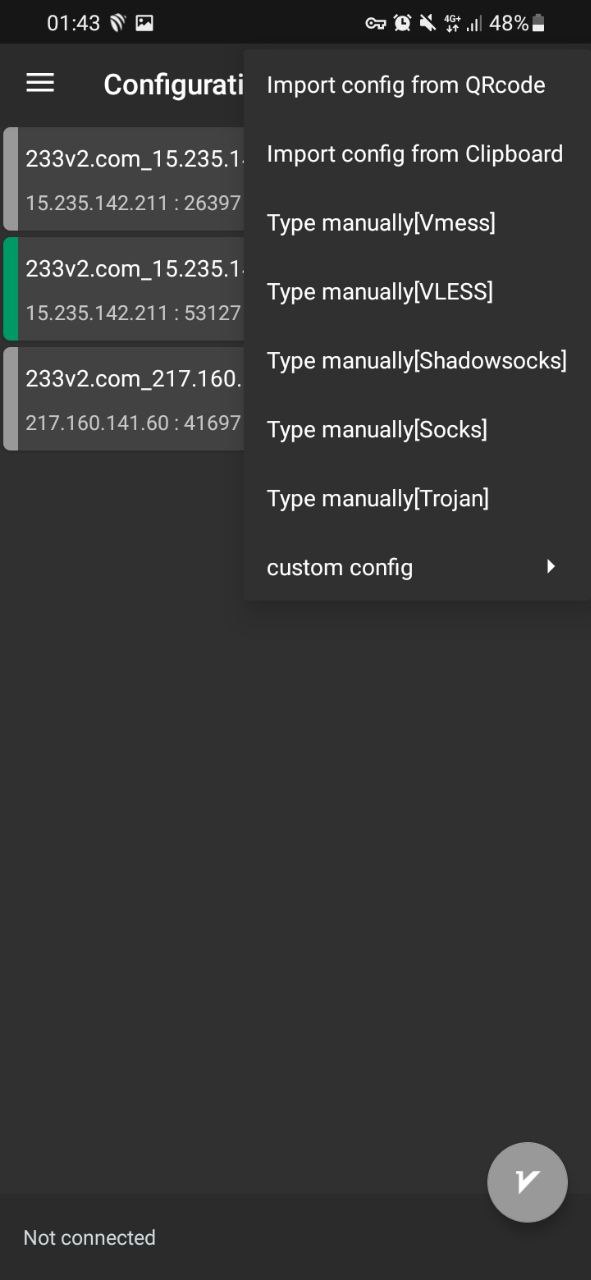 01:43 4G+ 48%
Configurati
Import config from QRcode
Import config from Clipboard
Type manually[Vmess]
Type manually[VLESS]
Type manually[Shadowsocks]
Type manually[Socks]
Type manually[Trojan]
custom config
233v2.com_15.235.14
15.235.142.211 : 26397
233v2.com_15.235.14
15.235.142.211 : 53127
233v2.com_217.160.
217.160.141.60 : 41697
Not connected